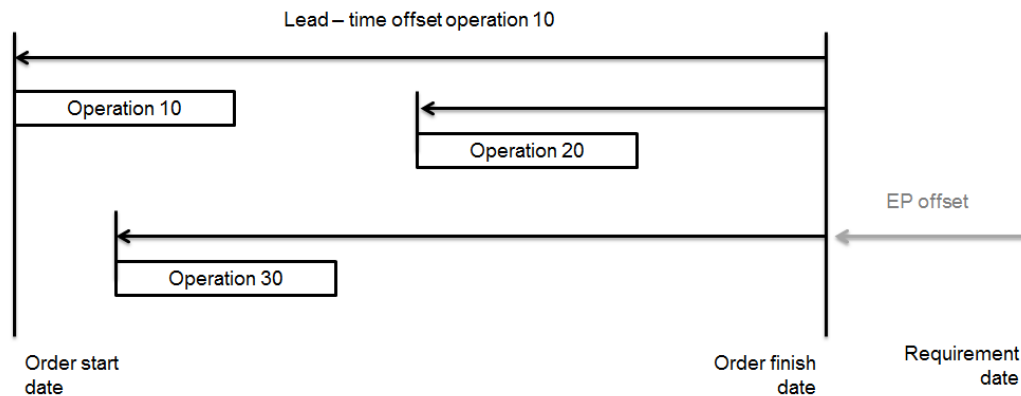 Lead – time offset operation 10
Operation 10
Operation 20
EP offset
Operation 30
Order start
date
Order finish
date
Requirement
date